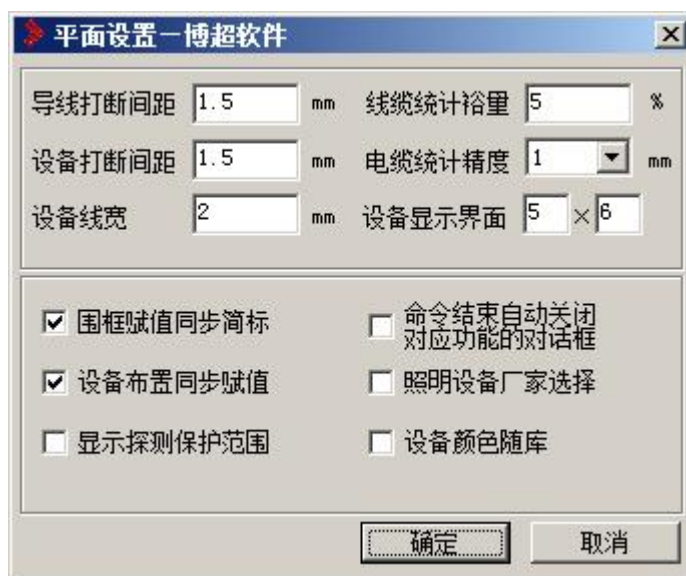 平面设置－博超软件
导线打断间距 1.5 mm 线缆统计裕量 5 %
设备打断间距 1.5 mm 电缆统计精度 1 mm
设备线宽 2 mm 设备显示界面 5 × 6
围框赋值同步简标
命令结束自动关闭
对应功能的对话框
设备布置同步赋值 照明设备厂家选择
显示探测保护范围 设备颜色随库
确定 取消